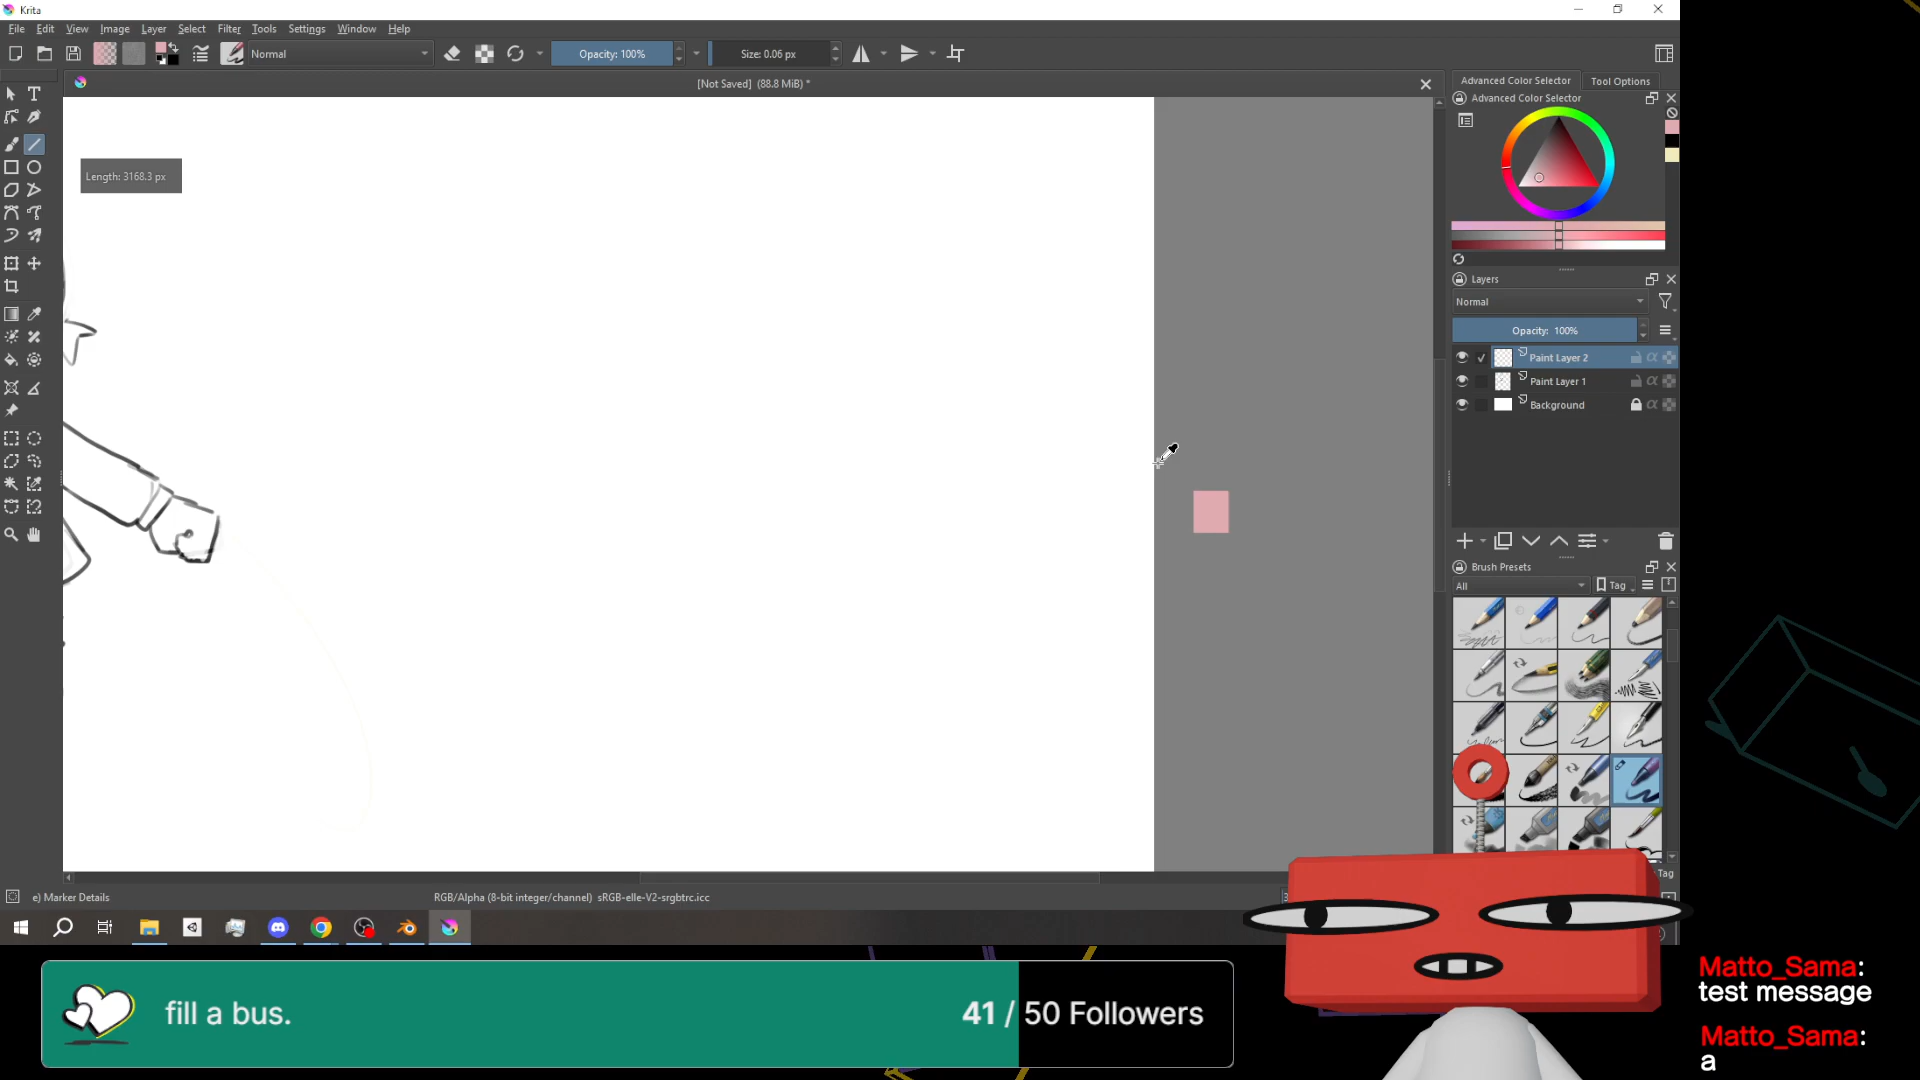 Krita
File Edit View Image Layer Select Filter Tools Settings Window Help
Normal
Opacity: 100%
Size: 0.06 px
[Not Saved] (88.8 MiB) *
Advanced Color Selector
Tool Options
Advanced Color Selector
Length: 3168.3 px
Layers
Normal
Opacity: 100%
Paint Layer 2
Paint Layer 1
Background
Brush Presets
All
Tag
Tag
e) Marker Details
RGB/Alpha (8-bit integer/channel) sRGB-elle-V2-srgbtrc.icc
fill a bus.
41 / 50 Followers
Matto_Sama:
test message
Matto_Sama:
a